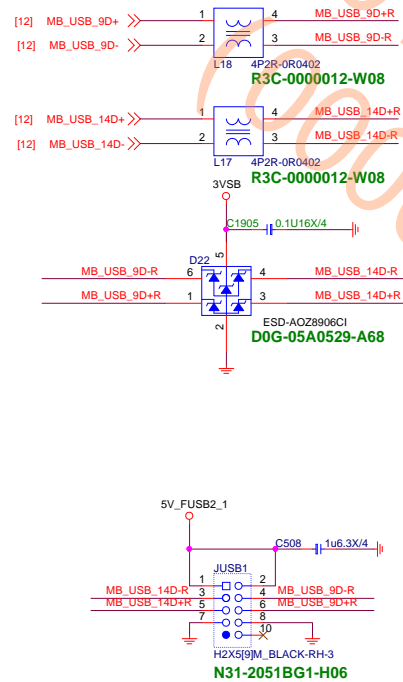 [12] MB_USB_9D+ 1 4 MB_USB_9D+R
[12] MB_USB_9D- 2 3 MB_USB_9D-R
L18 4P2R-0R0402
R3C-0000012-W08
[12] MB_USB_14D+ 1 4 MB_USB_14D+R
[12] MB_USB_14D- 2 3 MB_USB_14D-R
L17 4P2R-0R0402
R3C-0000012-W08
3VSB
C1905 0.1U16X/4
5
D22
MB_USB_9D-R 6 4 MB_USB_14D-R
MB_USB_9D+R 1 3 MB_USB_14D+R
2
ESD-AOZ8906CI
D0G-05A0529-A68
5V_FUSB2_1
C508 1u6.3X/4
JUSB1
1 2
MB_USB_14D-R 3 4 MB_USB_9D-R
MB_USB_14D+R 5 6 MB_USB_9D+R
7 8
10
H2X5[9]M_BLACK-RH-3
N31-2051BG1-H06